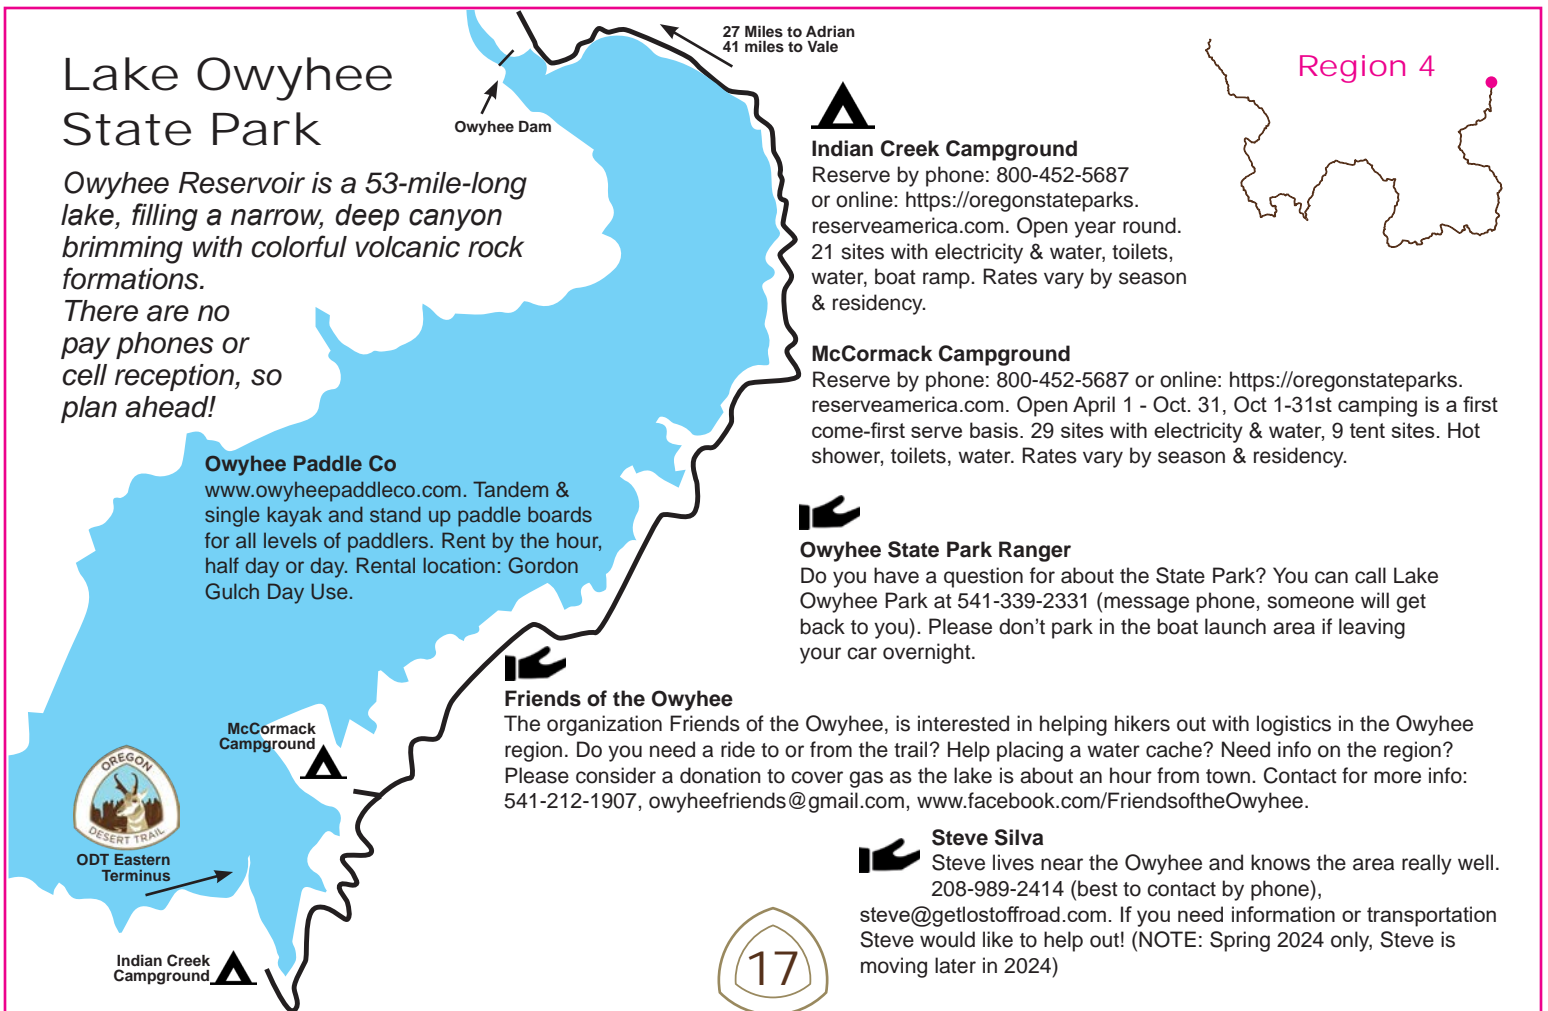 Lake Owyhee
State Park
Owyhee Reservoir is a 53-mile-long
lake, filling a narrow, deep canyon
brimming with colorful volcanic rock
formations.
There are no
pay phones or
cell reception, so
plan ahead!
27 Miles to Adrian
41 miles to Vale
Owyhee Dam
Region 4
Indian Creek Campground
Reserve by phone: 800-452-5687
or online: https://oregonstateparks.
reserveamerica.com. Open year round.
21 sites with electricity & water, toilets,
water, boat ramp. Rates vary by season
& residency.
McCormack Campground
Reserve by phone: 800-452-5687 or online: https://oregonstateparks.
reserveamerica.com. Open April 1 - Oct. 31, Oct 1-31st camping is a first
come-first serve basis. 29 sites with electricity & water, 9 tent sites. Hot
shower, toilets, water. Rates vary by season & residency.
Owyhee Paddle Co
www.owyheepaddleco.com. Tandem &
single kayak and stand up paddle boards
for all levels of paddlers. Rent by the hour,
half day or day. Rental location: Gordon
Gulch Day Use.
Owyhee State Park Ranger
Do you have a question for about the State Park? You can call Lake
Owyhee Park at 541-339-2331 (message phone, someone will get
back to you). Please don’t park in the boat launch area if leaving
your car overnight.
Friends of the Owyhee
The organization Friends of the Owyhee, is interested in helping hikers out with logistics in the Owyhee
region. Do you need a ride to or from the trail? Help placing a water cache? Need info on the region?
Please consider a donation to cover gas as the lake is about an hour from town. Contact for more info:
541-212-1907, owyheefriends@gmail.com, www.facebook.com/FriendsoftheOwyhee.
McCormack
Campground
OREGON
DESERT TRAIL
ODT Eastern
Terminus
Indian Creek
Campground
Steve Silva
Steve lives near the Owyhee and knows the area really well.
208-989-2414 (best to contact by phone),
steve@getlostoffroad.com. If you need information or transportation
Steve would like to help out! (NOTE: Spring 2024 only, Steve is
moving later in 2024)
17